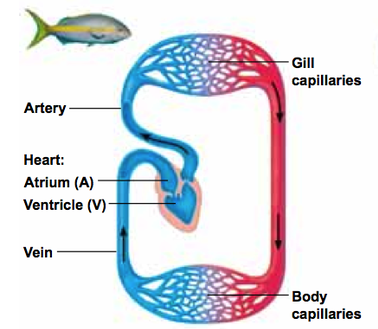 Gill
capillaries
Artery
Heart:
Atrium (A)
Ventricle (V)
Vein
Body
capillaries